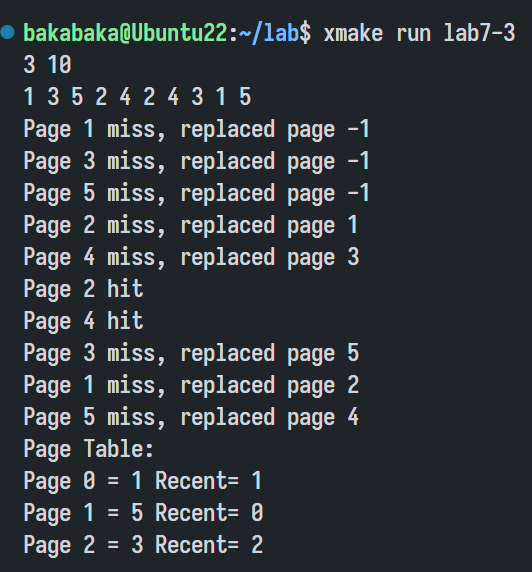 bakabaka@Ubuntu22:~/lab$ xmake run lab7-3
3 10
1 3 5 2 4 2 4 3 1 5
Page 1 miss, replaced page -1
Page 3 miss, replaced page -1
Page 5 miss, replaced page -1
Page 2 miss, replaced page 1
Page 4 miss, replaced page 3
Page 2 hit
Page 4 hit
Page 3 miss, replaced page 5
Page 1 miss, replaced page 2
Page 5 miss, replaced page 4
Page Table:
Page 0 = 1 Recent= 1
Page 1 = 5 Recent= 0
Page 2 = 3 Recent= 2